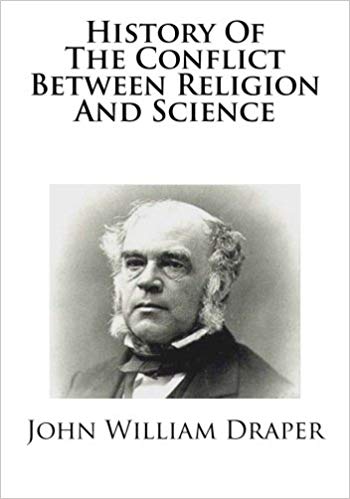 History Of
The Conflict
Between Religion
And Science
John William Draper